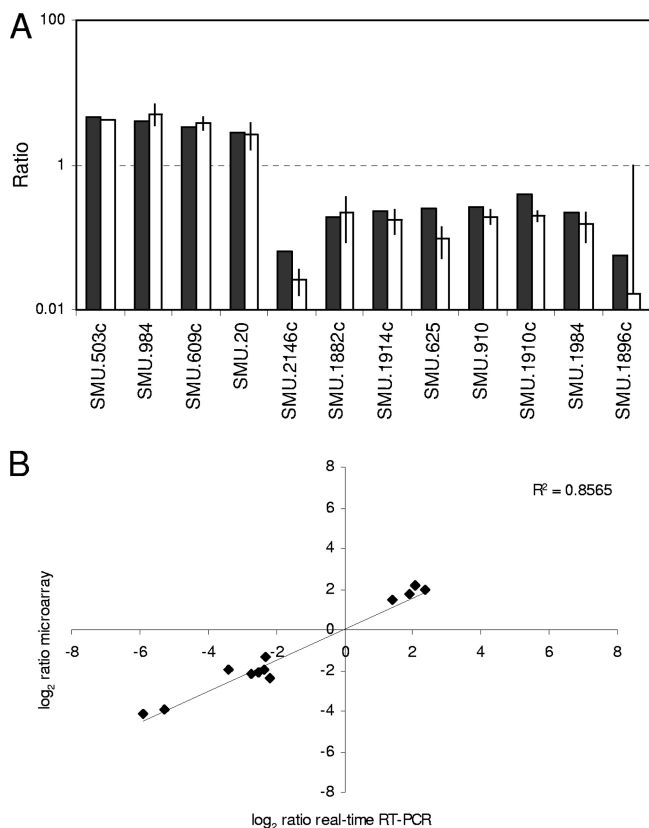 A
100
1
0.01
Ratio
SMU.503c
SMU.984
SMU.609c
SMU.20
SMU.2146c
SMU.1882c
SMU.1914c
SMU.625
SMU.910
SMU.1910c
SMU.1984
SMU.1896c
B
R² = 0.8565
8
6
4
2
0
-2
-4
-6
-8
-8 -6 -4 -2 0 2 4 6 8
log₂ ratio microarray
log₂ ratio real-time RT-PCR